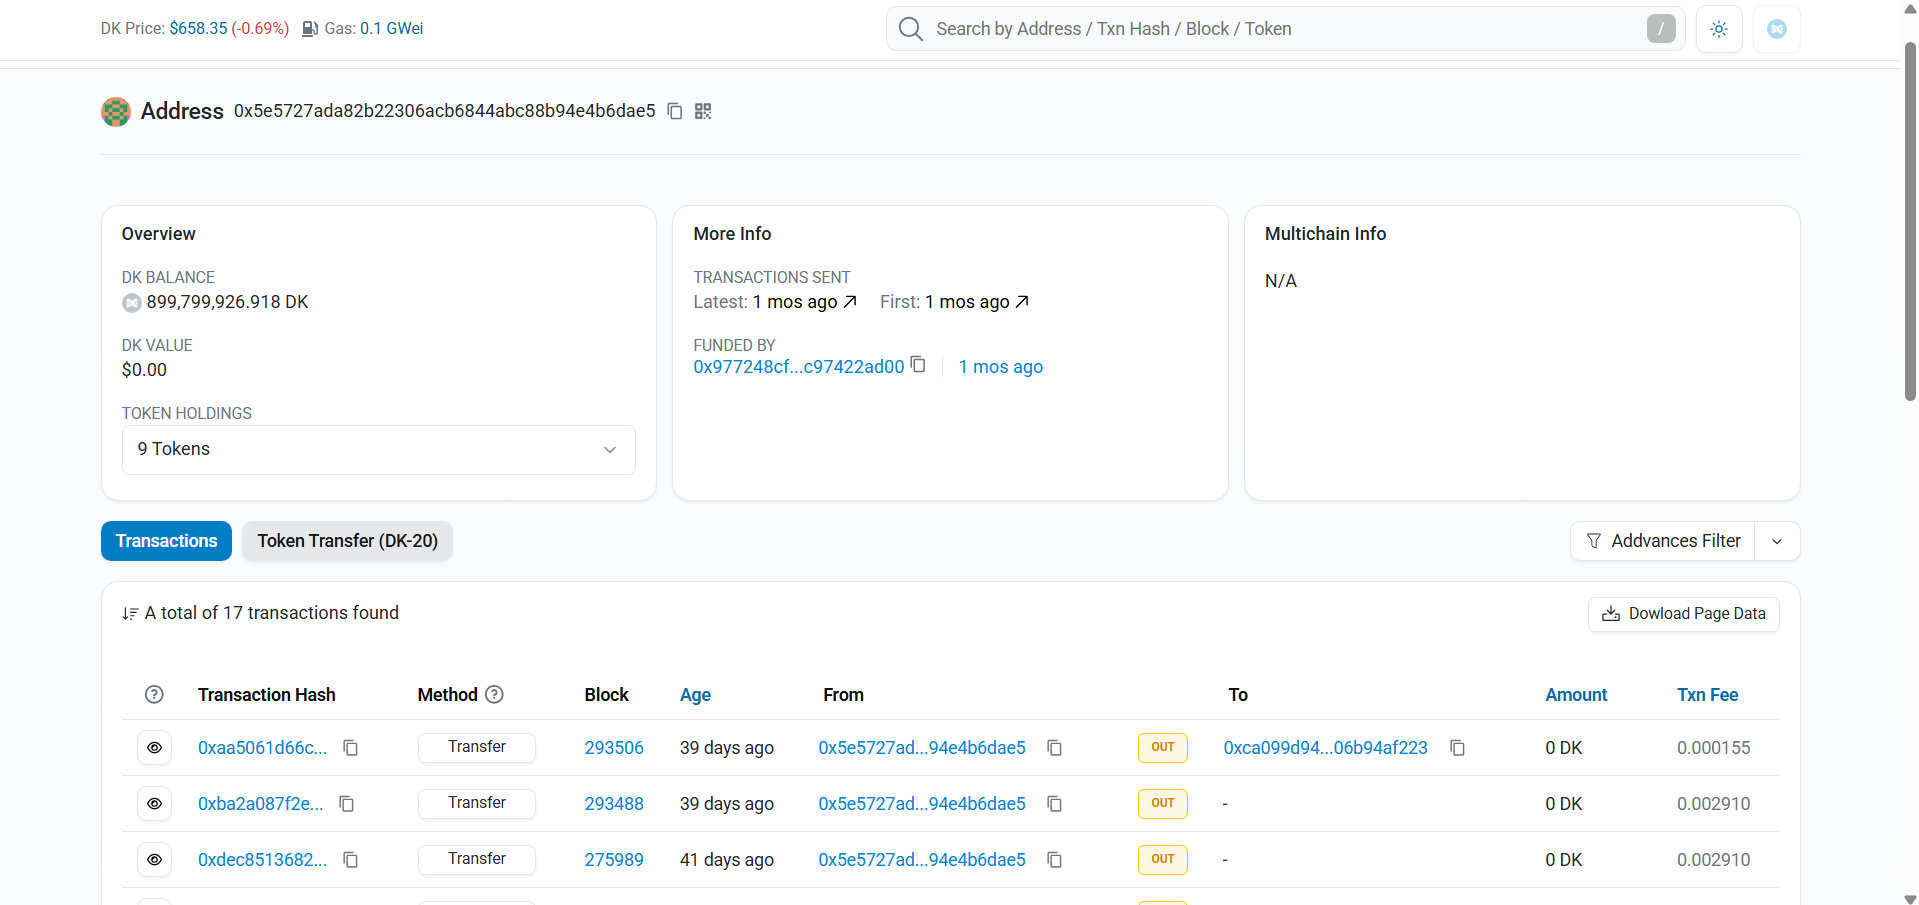 DK Price: $658.35 (-0.69%) Gas: 0.1 GWei
Search by Address / Txn Hash / Block / Token /
Address 0x5e5727ada82b22306acb6844abc88b94e4b6dae5
Overview
DK BALANCE
899,799,926.918 DK
DK VALUE
$0.00
TOKEN HOLDINGS
9 Tokens
More Info
TRANSACTIONS SENT
Latest: 1 mos ago First: 1 mos ago
FUNDED BY
0x977248cf...c97422ad00 1 mos ago
Multichain Info
N/A
Transactions Token Transfer (DK-20) Addvances Filter
A total of 17 transactions found Dowload Page Data
Transaction Hash Method Block Age From To Amount Txn Fee
0xaa5061d66c... Transfer 293506 39 days ago 0x5e5727ad...94e4b6dae5 OUT 0xca099d94...06b94af223 0 DK 0.000155
0xba2a087f2e... Transfer 293488 39 days ago 0x5e5727ad...94e4b6dae5 OUT - 0 DK 0.002910
0xdec8513682... Transfer 275989 41 days ago 0x5e5727ad...94e4b6dae5 OUT - 0 DK 0.002910